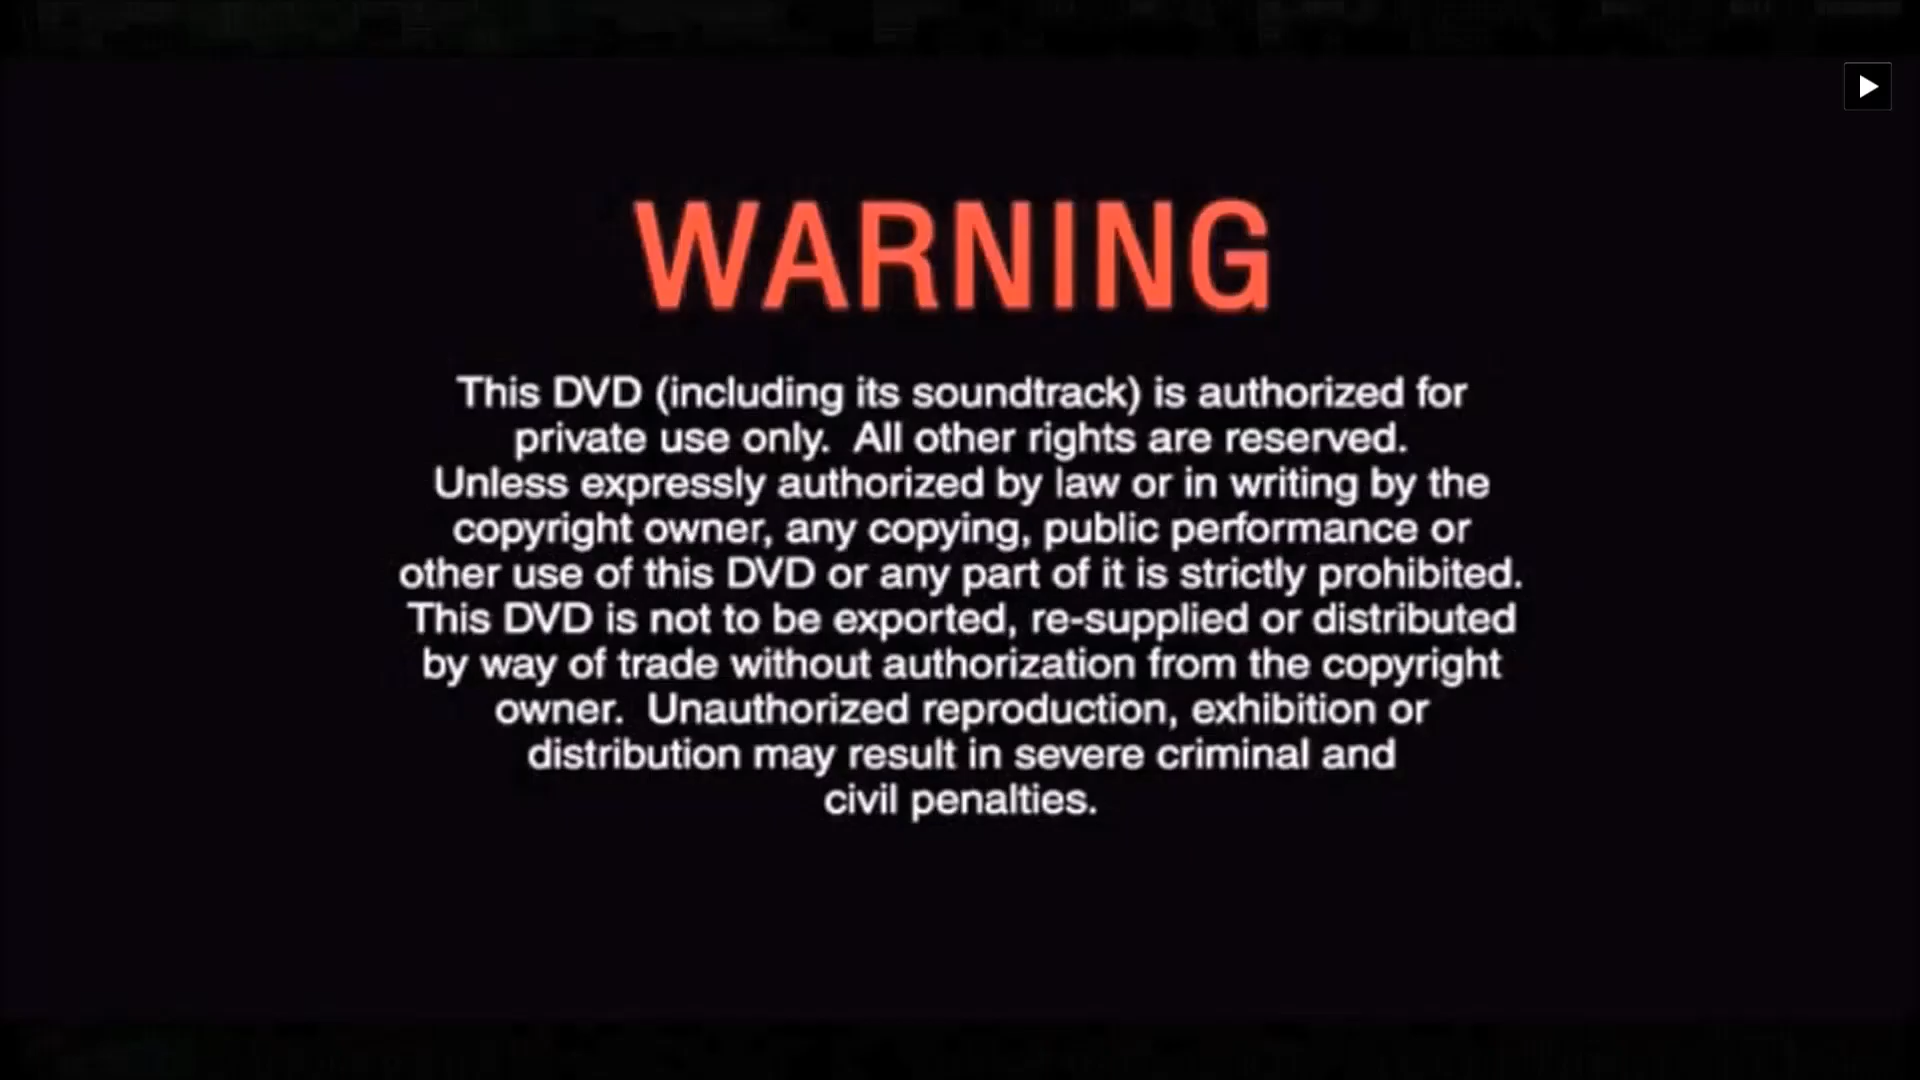 WARNING
This DVD (including its soundtrack) is authorized for
private use only.  All other rights are reserved.
Unless expressly authorized by law or in writing by the
copyright owner, any copying, public performance or
other use of this DVD or any part of it is strictly prohibited.
This DVD is not to be exported, re-supplied or distributed
by way of trade without authorization from the copyright
owner.  Unauthorized reproduction, exhibition or
distribution may result in severe criminal and
civil penalties.